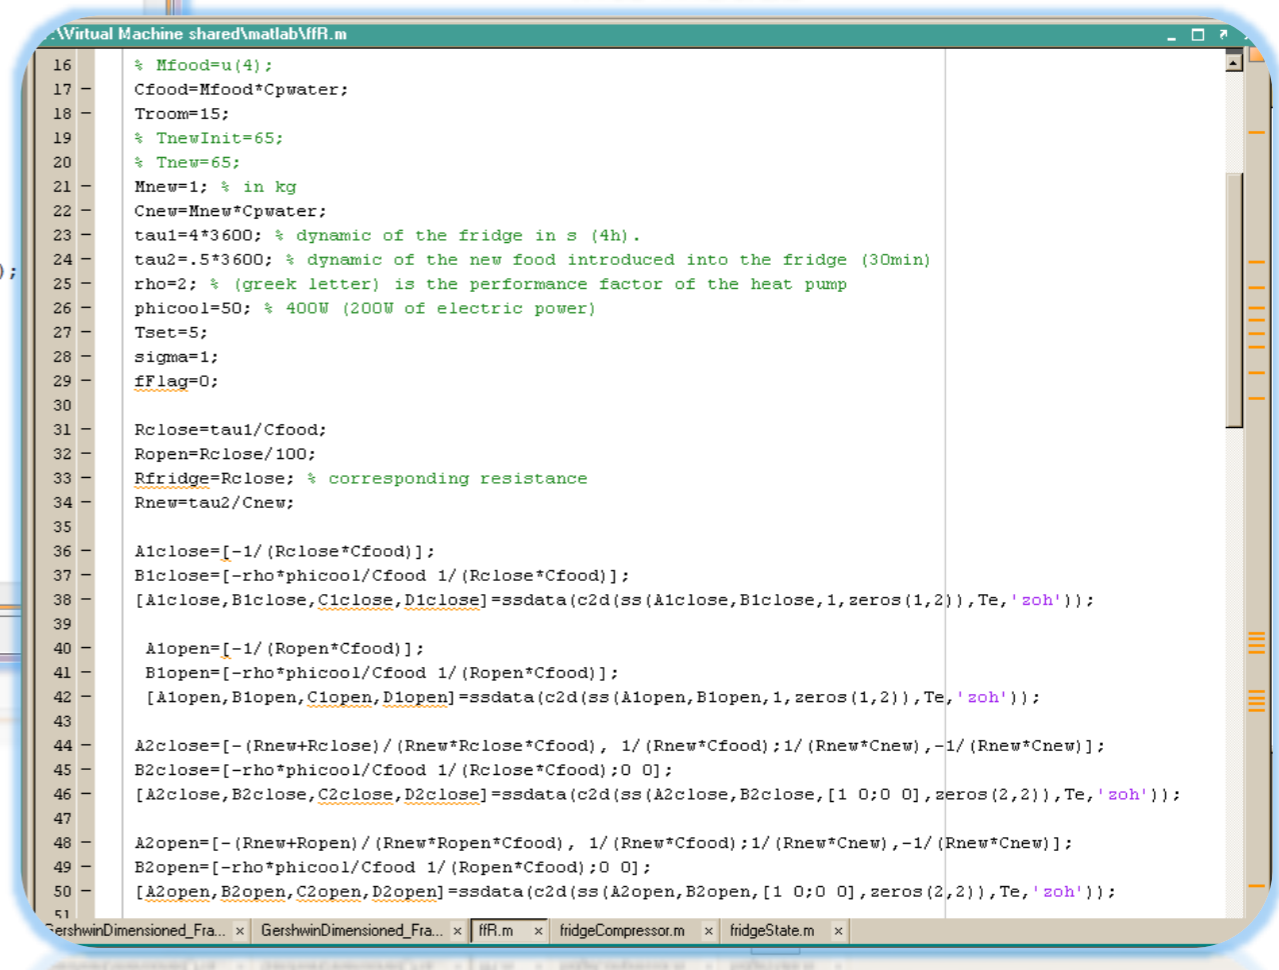 :\Virtual Machine shared\matlab\ffR.m
16 % Mfood=u(4);
17 – Cfood=Mfood*Cpwater;
18 – Troom=15;
19 % TnewInit=65;
20 % Tnew=65;
21 – Mnew=1; % in kg
22 – Cnew=Mnew*Cpwater;
23 – tau1=4*3600; % dynamic of the fridge in s (4h).
24 – tau2=.5*3600; % dynamic of the new food introduced into the fridge (30min)
25 – rho=2; % (greek letter) is the performance factor of the heat pump
26 – phicool=50; % 400W (200W of electric power)
27 – Tset=5;
28 – sigma=1;
29 – fFlag=0;
30
31 – Rclose=tau1/Cfood;
32 – Ropen=Rclose/100;
33 – Rfridge=Rclose; % corresponding resistance
34 – Rnew=tau2/Cnew;
35
36 – A1close=[-1/(Rclose*Cfood)];
37 – B1close=[-rho*phicool/Cfood 1/(Rclose*Cfood)];
);
38 – [A1close,B1close,C1close,D1close]=ssdata(c2d(ss(A1close,B1close,1,zeros(1,2)),Te,'zoh'));
39
40 – A1open=[-1/(Ropen*Cfood)];
41 – B1open=[-rho*phicool/Cfood 1/(Ropen*Cfood)];
42 – [A1open,B1open,C1open,D1open]=ssdata(c2d(ss(A1open,B1open,1,zeros(1,2)),Te,'zoh'));
43
44 – A2close=[-(Rnew+Rclose)/(Rnew*Rclose*Cfood), 1/(Rnew*Cfood);1/(Rnew*Cnew),-1/(Rnew*Cnew)];
45 – B2close=[-rho*phicool/Cfood 1/(Rclose*Cfood);0 0];
46 – [A2close,B2close,C2close,D2close]=ssdata(c2d(ss(A2close,B2close,[1 0;0 0],zeros(2,2)),Te,'zoh'));
47
48 – A2open=[-(Rnew+Ropen)/(Rnew*Ropen*Cfood), 1/(Rnew*Cfood);1/(Rnew*Cnew),-1/(Rnew*Cnew)];
49 – B2open=[-rho*phicool/Cfood 1/(Ropen*Cfood);0 0];
50 – [A2open,B2open,C2open,D2open]=ssdata(c2d(ss(A2open,B2open,[1 0;0 0],zeros(2,2)),Te,'zoh'));
51
GershwinDimensioned_Fra... × GershwinDimensioned_Fra... × ffR.m × fridgeCompressor.m × fridgeState.m ×